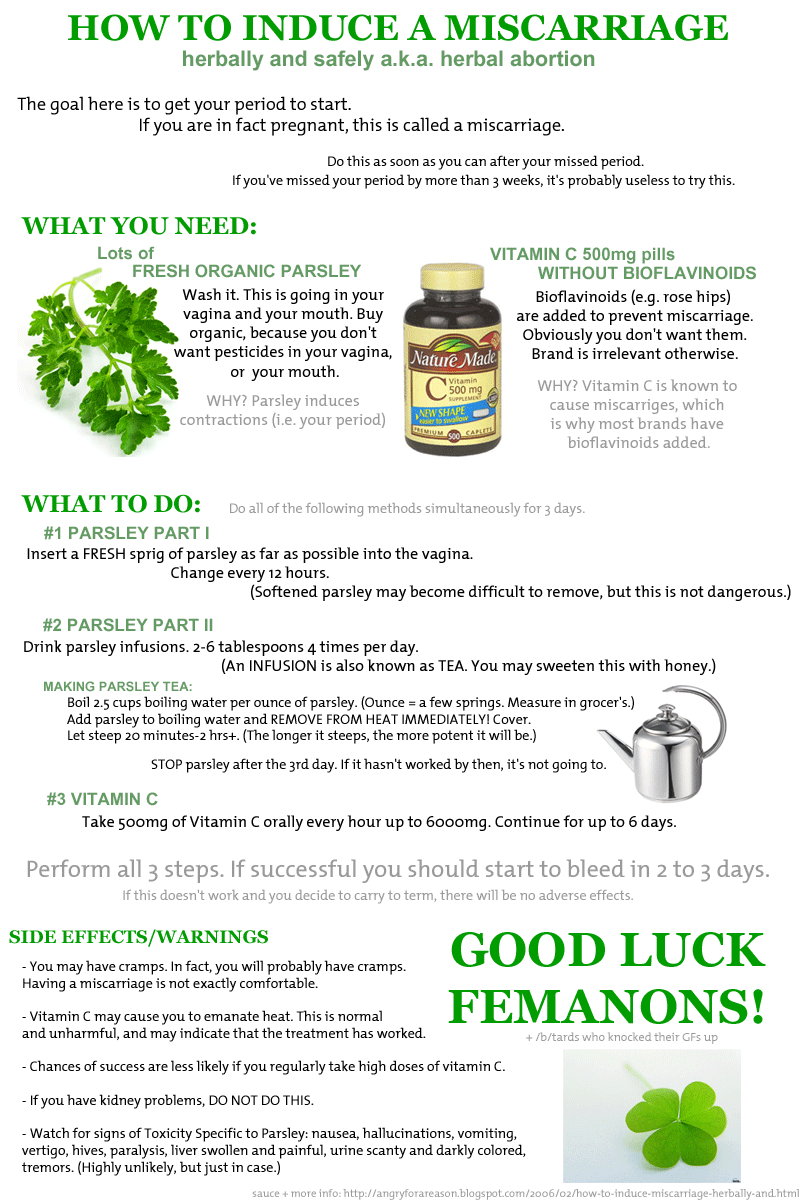 HOW TO INDUCE A MISCARRIAGE
herbally and safely a.k.a. herbal abortion
The goal here is to get your period to start.
If you are in fact pregnant, this is called a miscarriage.
Do this as soon as you can after your missed period.
If you've missed your period by more than 3 weeks, it's probably useless to try this.
WHAT YOU NEED:
Lots of
FRESH ORGANIC PARSLEY
Wash it. This is going in your
vagina and your mouth. Buy
organic, because you don't
want pesticides in your vagina,
or your mouth.
WHY? Parsley induces
contractions (i.e. your period)
VITAMIN C 500mg pills
WITHOUT BIOFLAVINOIDS
Bioflavinoids (e.g. rose hips)
are added to prevent miscarriage.
Obviously you don't want them.
Brand is irrelevant otherwise.
WHY? Vitamin C is known to
cause miscarriges, which
is why most brands have
bioflavinoids added.
Nature Made
C Vitamin
500 mg
SUPPLEMENT
NEW SHAPE
easier to swallow
PREMIUM 500 CAPLETS
WHAT TO DO:
Do all of the following methods simultaneously for 3 days.
#1 PARSLEY PART I
Insert a FRESH sprig of parsley as far as possible into the vagina.
Change every 12 hours.
(Softened parsley may become difficult to remove, but this is not dangerous.)
#2 PARSLEY PART II
Drink parsley infusions. 2-6 tablespoons 4 times per day.
(An INFUSION is also known as TEA. You may sweeten this with honey.)
MAKING PARSLEY TEA:
Boil 2.5 cups boiling water per ounce of parsley. (Ounce = a few springs. Measure in grocer's.)
Add parsley to boiling water and REMOVE FROM HEAT IMMEDIATELY! Cover.
Let steep 20 minutes-2 hrs+. (The longer it steeps, the more potent it will be.)
STOP parsley after the 3rd day. If it hasn't worked by then, it's not going to.
#3 VITAMIN C
Take 500mg of Vitamin C orally every hour up to 6000mg. Continue for up to 6 days.
Perform all 3 steps. If successful you should start to bleed in 2 to 3 days.
If this doesn't work and you decide to carry to term, there will be no adverse effects.
SIDE EFFECTS/WARNINGS
- You may have cramps. In fact, you will probably have cramps.
Having a miscarriage is not exactly comfortable.
- Vitamin C may cause you to emanate heat. This is normal
and unharmful, and may indicate that the treatment has worked.
- Chances of success are less likely if you regularly take high doses of vitamin C.
- If you have kidney problems, DO NOT DO THIS.
- Watch for signs of Toxicity Specific to Parsley: nausea, hallucinations, vomiting,
vertigo, hives, paralysis, liver swollen and painful, urine scanty and darkly colored,
tremors. (Highly unlikely, but just in case.)
GOOD LUCK
FEMANONS!
+ /b/tards who knocked their GFs up
sauce + more info: http://angryforareason.blogspot.com/2006/02/how-to-induce-miscarriage-herbally-and.html